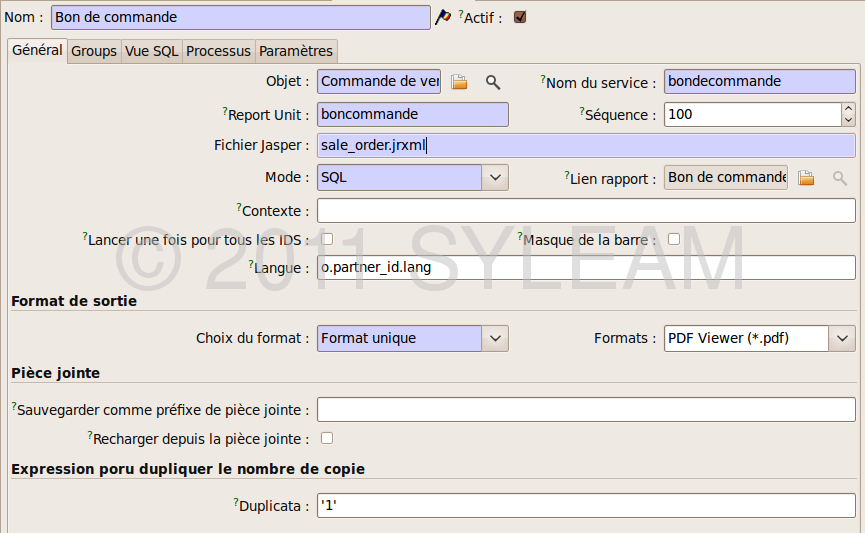 Nom : Bon de commande ?Actif :
Général Groups Vue SQL Processus Paramètres
Objet : Commande de ver ?Nom du service : bondecommande
?Report Unit : boncommande ?Séquence : 100
Fichier Jasper : sale_order.jrxml
Mode : SQL ?Lien rapport : Bon de commande
?Contexte :
?Lancer une fois pour tous les IDS : ?Masque de la barre :
© 2011 SYLEAM
?Langue : o.partner_id.lang
Format de sortie
Choix du format : Format unique Formats : PDF Viewer (*.pdf)
Pièce jointe
?Sauvegarder comme préfixe de pièce jointe :
?Recharger depuis la pièce jointe :
Expression poru dupliquer le nombre de copie
?Duplicata : '1'